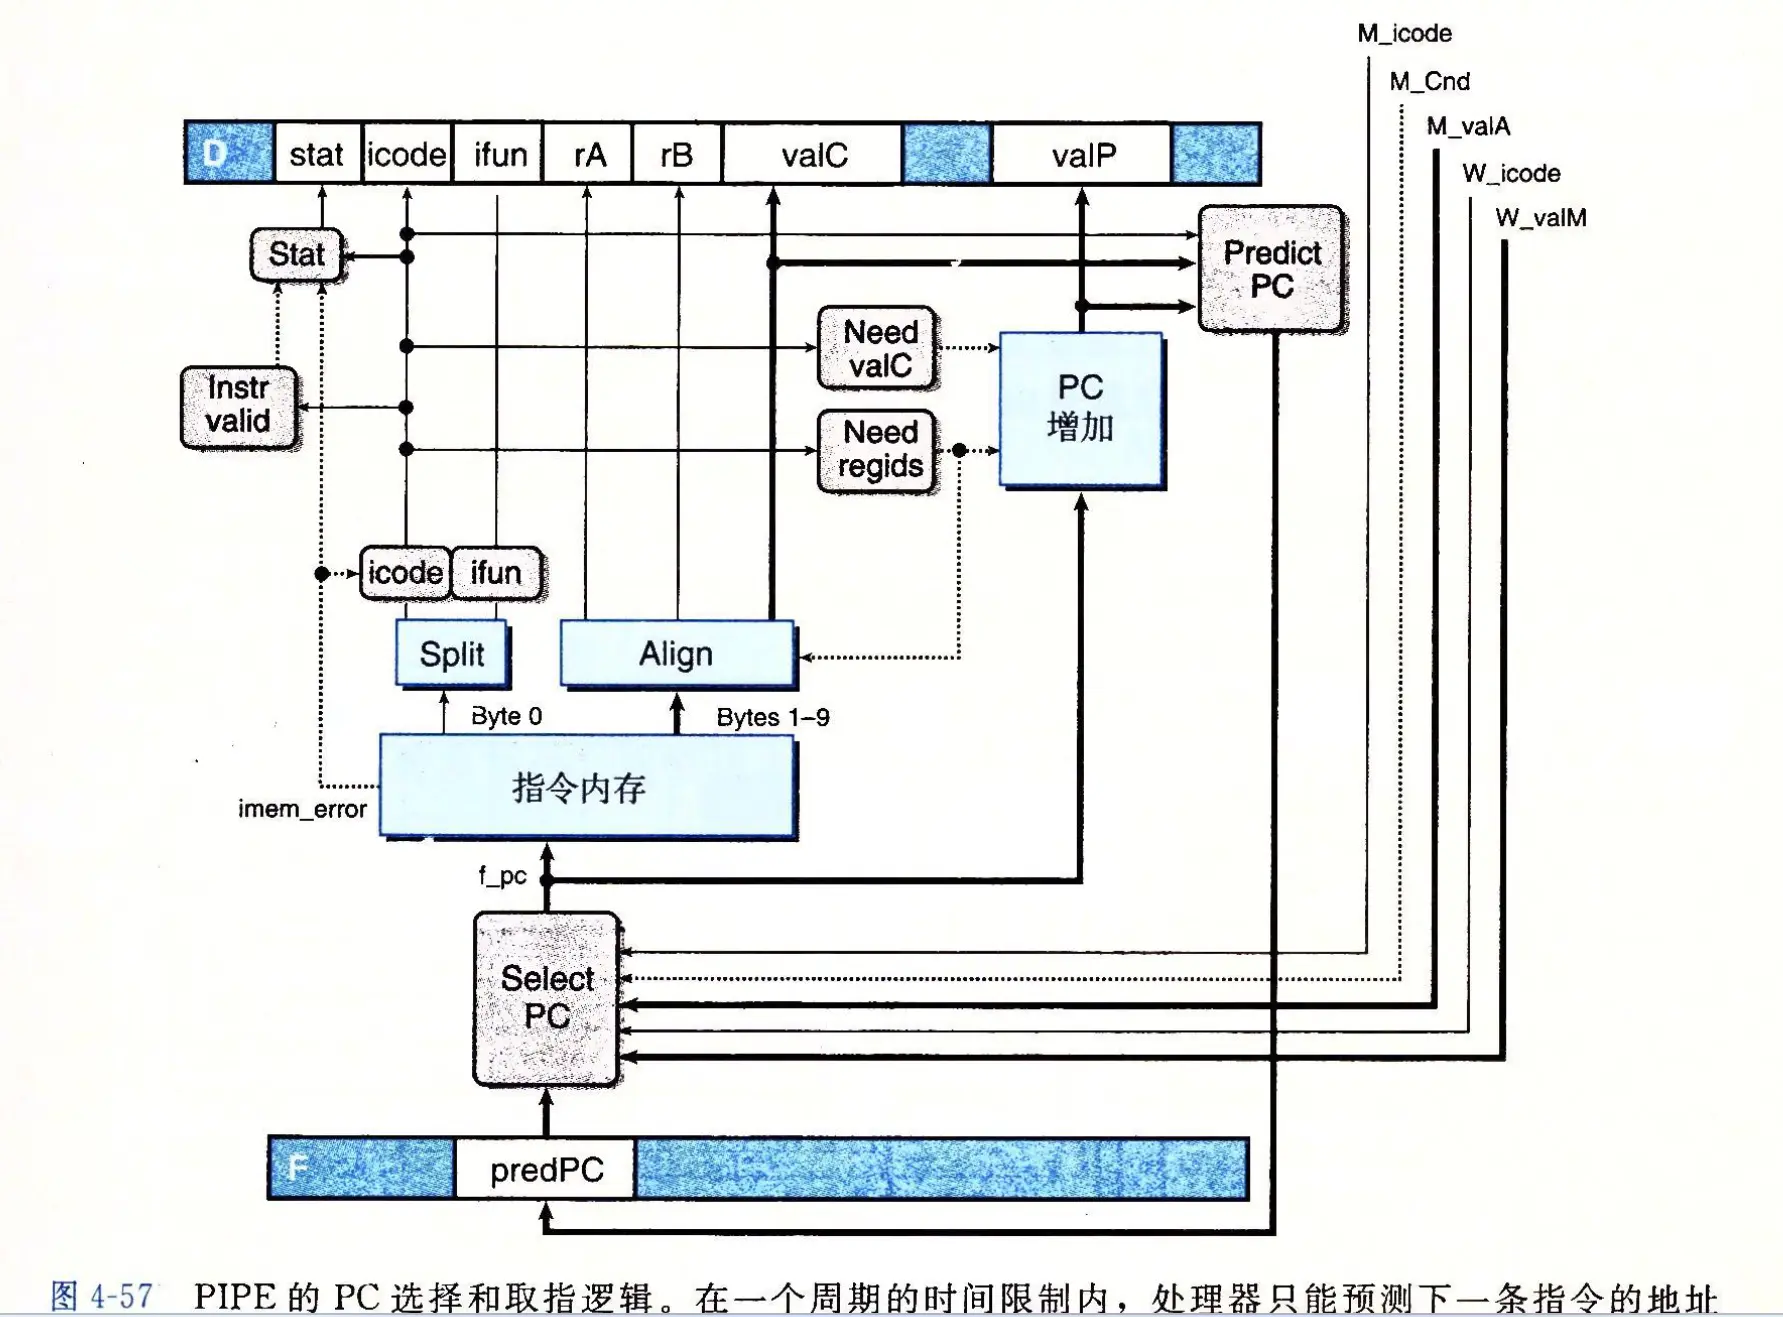 M_icode
M_Cnd
M_valA
W_icode
W_valM
D stat icode ifun rA rB valC valP
Stat
Predict
PC
Need
valC
Instr
valid
PC
增加
Need
regids
icode ifun
Split
Align
Byte 0
Bytes 1–9
指令内存
imem_error
f_pc
Select
PC
F predPC
图 4-57 PIPE 的 PC 选择和取指逻辑。在一个周期的时间限制内，处理器只能预测下一条指令的地址